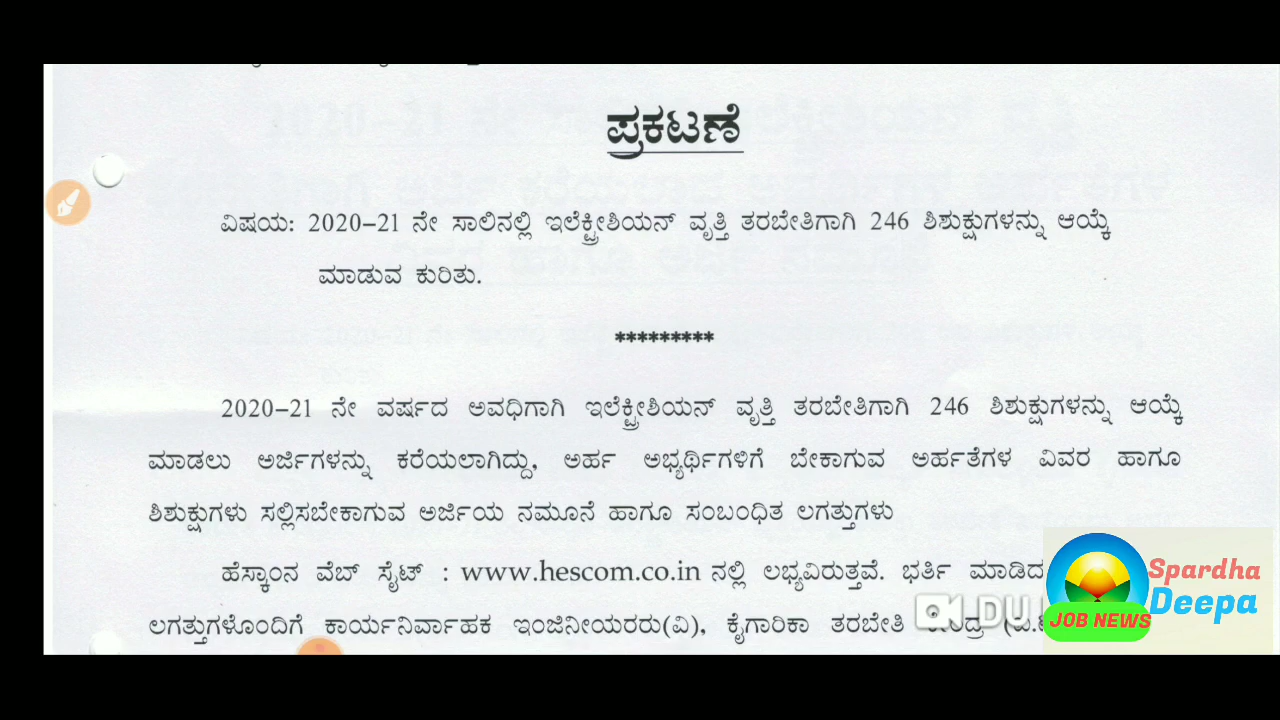 ಪ್ರಕಟಣೆ
ವಿಷಯ: 2020-21 ನೇ ಸಾಲಿನಲ್ಲಿ ಇಲೆಕ್ಟ್ರೀಶಿಯನ್ ವೃತ್ತಿ ತರಬೇತಿಗಾಗಿ 246 ಶಿಶುಕ್ಷುಗಳನ್ನು ಆಯ್ಕೆ
ಮಾಡುವ ಕುರಿತು.
*********
2020-21 ನೇ ವರ್ಷದ ಅವಧಿಗಾಗಿ ಇಲೆಕ್ಟ್ರೀಶಿಯನ್ ವೃತ್ತಿ ತರಬೇತಿಗಾಗಿ 246 ಶಿಶುಕ್ಷುಗಳನ್ನು ಆಯ್ಕೆ
ಮಾಡಲು ಅರ್ಜಿಗಳನ್ನು ಕರೆಯಲಾಗಿದ್ದು, ಅರ್ಹ ಅಭ್ಯರ್ಥಿಗಳಿಗೆ ಬೇಕಾಗುವ ಅರ್ಹತೆಗಳ ವಿವರ ಹಾಗೂ
ಶಿಶುಕ್ಷುಗಳು ಸಲ್ಲಿಸಬೇಕಾಗುವ ಅರ್ಜಿಯ ನಮೂನೆ ಹಾಗೂ ಸಂಬಂಧಿತ ಲಗತ್ತುಗಳು
ಹೆಸ್ಕಾಂನ ವೆಬ್ ಸೈಟ್ : www.hescom.co.in ನಲ್ಲಿ ಲಭ್ಯವಿರುತ್ತವೆ. ಭರ್ತಿ ಮಾಡಿದ
ಲಗತ್ತುಗಳೊಂದಿಗೆ ಕಾರ್ಯನಿರ್ವಾಹಕ ಇಂಜಿನೀಯರರು(ವಿ), ಕೈಗಾರಿಕಾ ತರಬೇತಿ
Spardha
Deepa
JOB NEWS